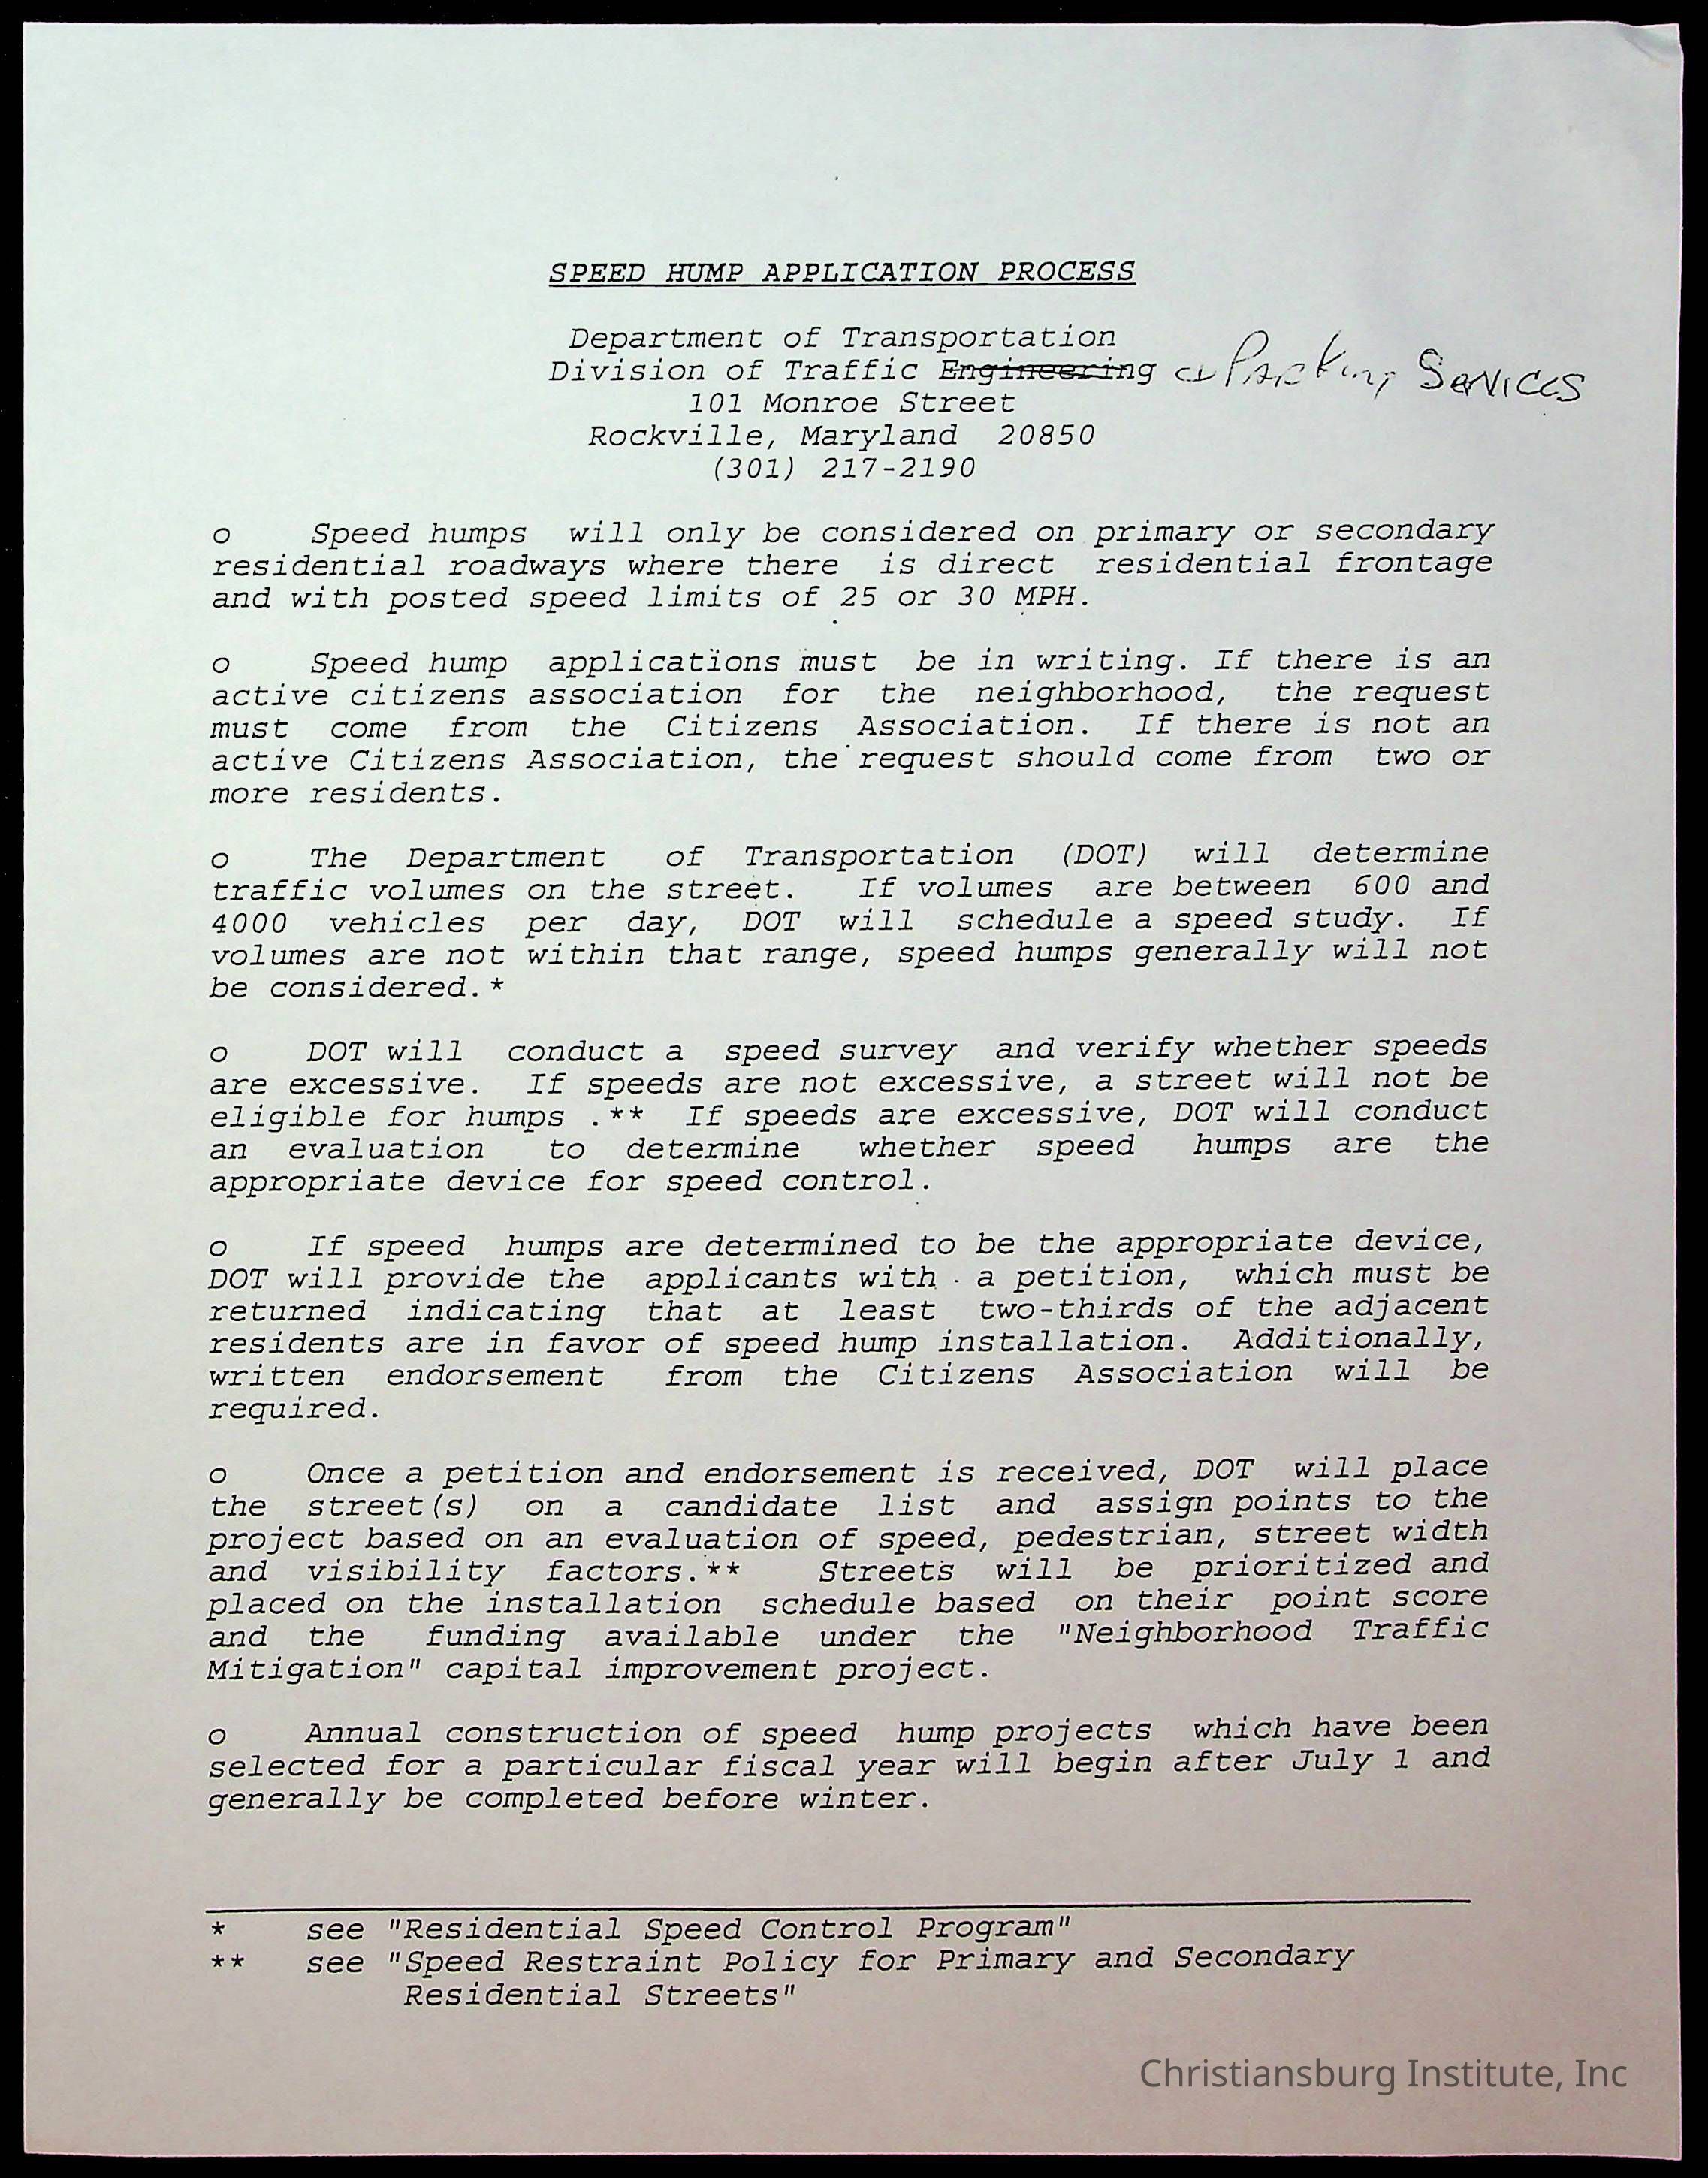 SPEED HUMP APPLICATION PROCESS
Department of Transportation
Division of Traffic Engineering & Parking Services
101 Monroe Street
Rockville, Maryland 20850
(301) 217-2190
o Speed humps will only be considered on primary or secondary
residential roadways where there is direct residential frontage
and with posted speed limits of 25 or 30 MPH.
o Speed hump applications must be in writing. If there is an
active citizens association for the neighborhood, the request
must come from the Citizens Association. If there is not an
active Citizens Association, the request should come from two or
more residents.
o The Department of Transportation (DOT) will determine
traffic volumes on the street. If volumes are between 600 and
4000 vehicles per day, DOT will schedule a speed study. If
volumes are not within that range, speed humps generally will not
be considered.*
o DOT will conduct a speed survey and verify whether speeds
are excessive. If speeds are not excessive, a street will not be
eligible for humps .** If speeds are excessive, DOT will conduct
an evaluation to determine whether speed humps are the
appropriate device for speed control.
o If speed humps are determined to be the appropriate device,
DOT will provide the applicants with a petition, which must be
returned indicating that at least two-thirds of the adjacent
residents are in favor of speed hump installation. Additionally,
written endorsement from the Citizens Association will be
required.
o Once a petition and endorsement is received, DOT will place
the street(s) on a candidate list and assign points to the
project based on an evaluation of speed, pedestrian, street width
and visibility factors.** Streets will be prioritized and
placed on the installation schedule based on their point score
and the funding available under the "Neighborhood Traffic
Mitigation" capital improvement project.
o Annual construction of speed hump projects which have been
selected for a particular fiscal year will begin after July 1 and
generally be completed before winter.
* see "Residential Speed Control Program"
** see "Speed Restraint Policy for Primary and Secondary
Residential Streets"
Christiansburg Institute, Inc